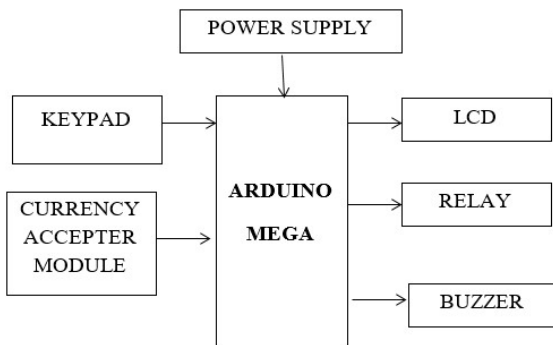 POWER SUPPLY
KEYPAD
LCD
CURRENCY
ACCEPTER
MODULE
ARDUINO
MEGA
RELAY
BUZZER